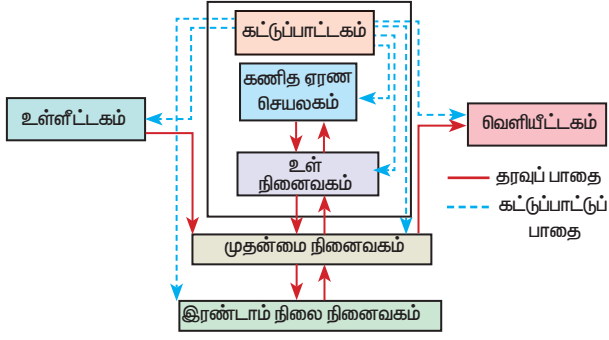 கட்டுப்பாட்டகம்
கணித ஏரண
செயலகம்
உள்ளீட்டகம்
வெளியீட்டகம்
உள்
நினைவகம்
தரவுப் பாதை
கட்டுப்பாட்டுப்
பாதை
முதன்மை நினைவகம்
இரண்டாம் நிலை நினைவகம்